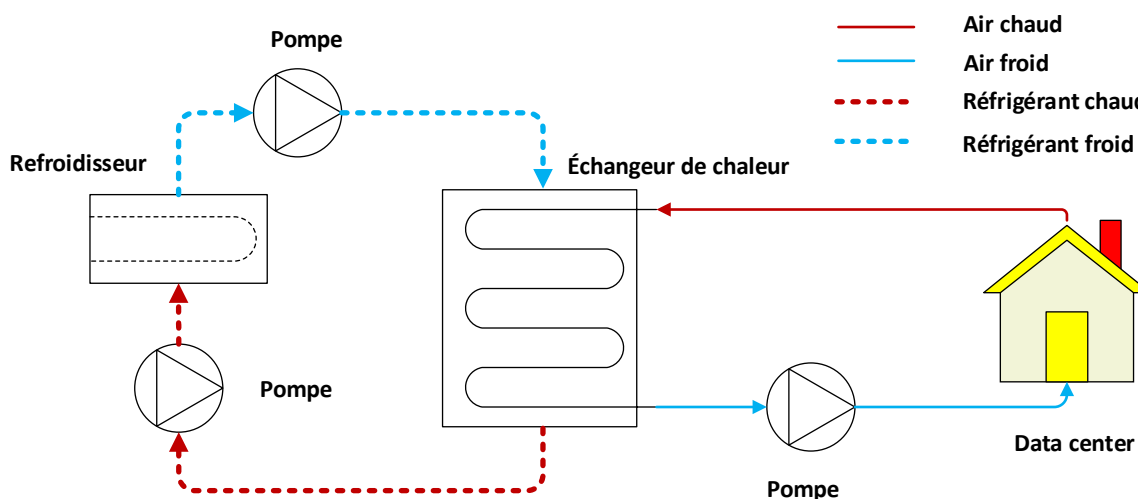 Pompe
Air chaud
Air froid
Réfrigérant chaud
Réfrigérant froid
Refroidisseur
Échangeur de chaleur
Pompe
Data center
Pompe